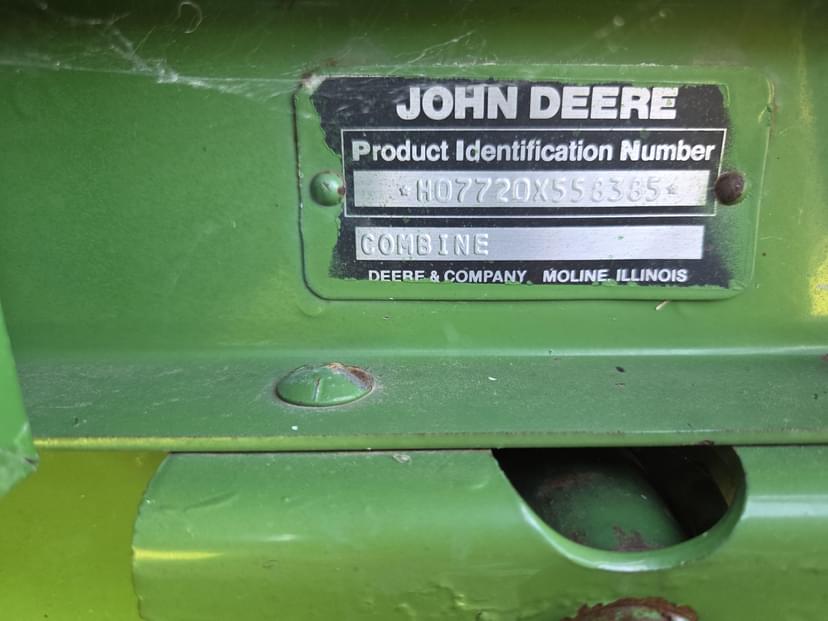 JOHN DEERE
Product Identification Number
*H07720X558385*
COMBINE
DEERE & COMPANY MOLINE, ILLINOIS